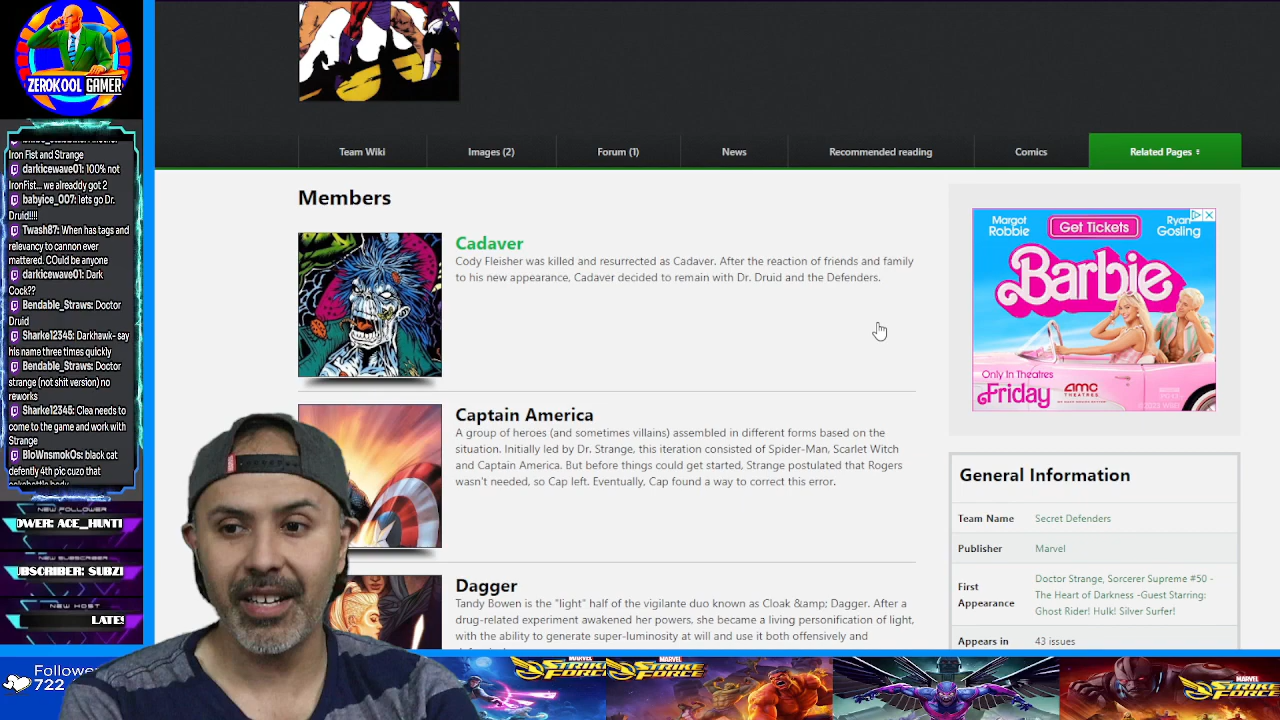 ZEROKOOL GAMER
Iron Fist and Strange
darkicewave01: 100% not
IronFist... we alreaddy got 2
babyice_007: lets go Dr.
Druid!!!!
Twash87: When has tags and
relevancy to cannon ever
mattered. COuld be anyone
darkicewave01: Dark
Cock??
Bendable_Straws: Doctor
Druid
Sharke12345: Darkhawk- say
his name three times quickly
Bendable_Straws: Doctor
strange (not shit version) no
reworks
Sharke12345: Clea needs to
come to the game and work with
Strange
BloWnsmokOs: black cat
defently 4th pic cuzo that
NEW FOLLOWER
OWER: ACE_HUNTI
NEW SUBSCRIBER
UBSCRIBER: SUBZI
NEW HOST
LATES
Follower
722
Team Wiki
Images (2)
Forum (1)
News
Recommended reading
Comics
Related Pages
Members
Cadaver
Cody Fleisher was killed and resurrected as Cadaver. After the reaction of friends and family
to his new appearance, Cadaver decided to remain with Dr. Druid and the Defenders.
Captain America
A group of heroes (and sometimes villains) assembled in different forms based on the
situation. Initially led by Dr. Strange, this iteration consisted of Spider-Man, Scarlet Witch
and Captain America. But before things could get started, Strange postulated that Rogers
wasn't needed, so Cap left. Eventually, Cap found a way to correct this error.
Dagger
Tandy Bowen is the "light" half of the vigilante duo known as Cloak &amp; Dagger. After a
drug-related experiment awakened her powers, she became a living personification of light,
with the ability to generate super-luminosity at will and use it both offensively and
Margot
Robbie
Get Tickets
Ryan
Gosling
Barbie
Only In Theatres
Friday
amc
THEATRES
General Information
Team Name
Secret Defenders
Publisher
Marvel
First
Appearance
Doctor Strange, Sorcerer Supreme #50 -
The Heart of Darkness -Guest Starring:
Ghost Rider! Hulk! Silver Surfer!
Appears in
43 issues
MARVEL
STRIKE
FORCE
MARVEL
STRIKE
FORCE
MARVEL
STRIKE
FORCE